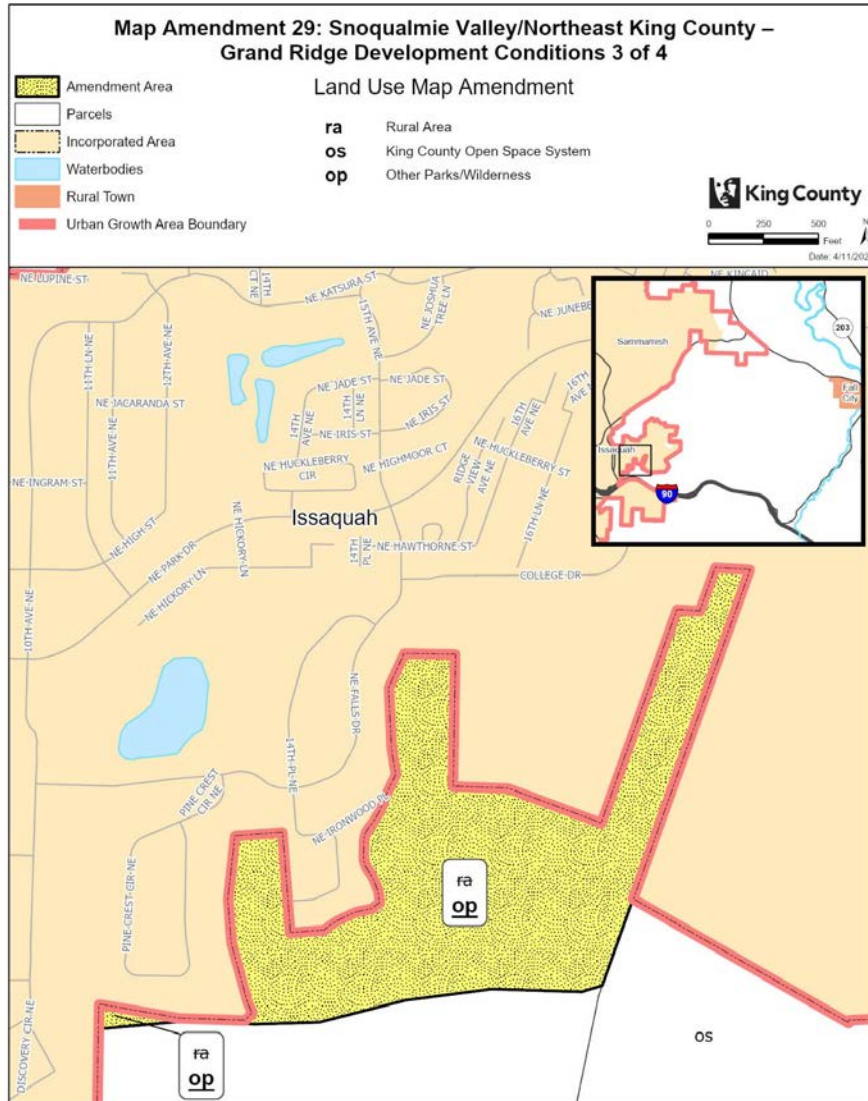 Map Amendment 29: Snoqualmie Valley/Northeast King County –
Grand Ridge Development Conditions 3 of 4
Land Use Map Amendment
Amendment Area
Parcels
Incorporated Area
Waterbodies
Rural Town
Urban Growth Area Boundary
ra Rural Area
os King County Open Space System
op Other Parks/Wilderness
King County
0 250 500
Feet
N
Date: 4/11/202
NE LUPINE ST
14TH
CT NE
NE KATSURA ST
15TH AVE NE
NE JOSHUA
TREE LN
NE KINCAID
NE JUNEBE
11TH LN NE
12TH AVE NE
NE JACARANDA ST
11TH AVE NE
NE JADE ST
NE JADE ST
14TH
LN NE
14TH
AVE NE
NE IRIS ST
NE IRIS ST
16TH
AVE NE
16TH
AVE NE
NE INGRAM ST
NE HUCKLEBERRY
CIR
NE HIGHMOOR CT
RIDGE
VIEW
AVE NE
NE HUCKLEBERRY ST
16TH LN NE
NE HIGH ST
NE PARK DR
NE HICKORY LN
NE HICKORY LN
Issaquah
14TH
PL NE
NE HAWTHORNE ST
COLLEGE DR
10TH AVE NE
NE FALLS DR
14TH PL NE
PINE CREST
CIR NE
NE IRONWOOD PL
PINE CREST CIR NE
DISCOVERY CIR NE
ra
op
ra
op
os
Sammamish
203
Fall
City
Issaquah
90